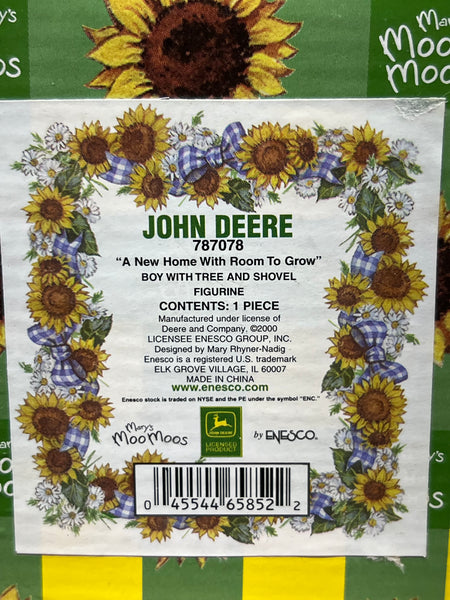 Mary's
Moo
Moo
Mary's
Moo
Moos
JOHN DEERE
787078
“A New Home With Room To Grow”
BOY WITH TREE AND SHOVEL
FIGURINE
CONTENTS: 1 PIECE
Manufactured under license of
Deere and Company, ©2000
LICENSEE ENESCO GROUP, INC.
Designed by Mary Rhyner-Nadig
Enesco is a registered U.S. trademark
ELK GROVE VILLAGE, IL 60007
MADE IN CHINA
www.enesco.com
Enesco stock is traded on NYSE and the PE under the symbol "ENC."
Mary's
Moo Moos
JOHN DEERE
LICENSED
PRODUCT
by ENESCO®
0 45544 65852 2